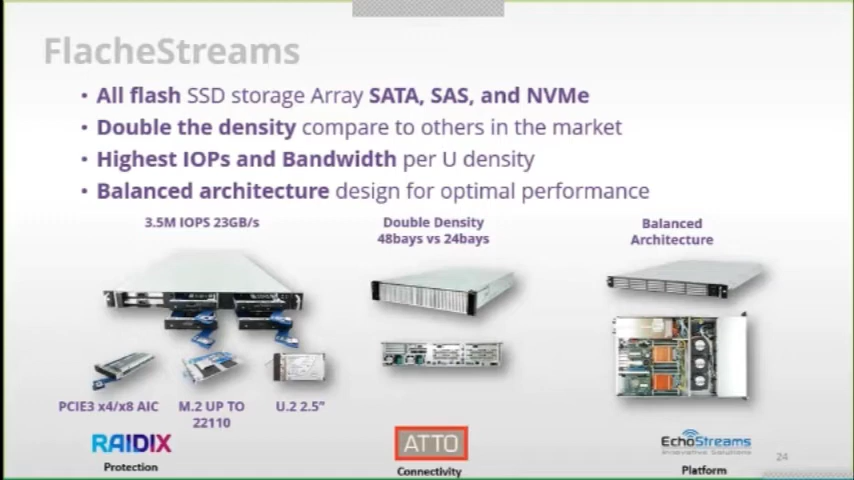 FlacheStreams
• All flash SSD storage Array SATA, SAS, and NVMe
• Double the density compare to others in the market
• Highest IOPs and Bandwidth per U density
• Balanced architecture design for optimal performance
3.5M IOPS 23GB/s
Double Density
48bays vs 24bays
Balanced
Architecture
PCIE3 x4/x8 AIC
M.2 UP TO
22110
U.2 2.5"
RAIDIX
Protection
ATTO
Connectivity
EchoStreams
Innovative Solutions
Platform
24